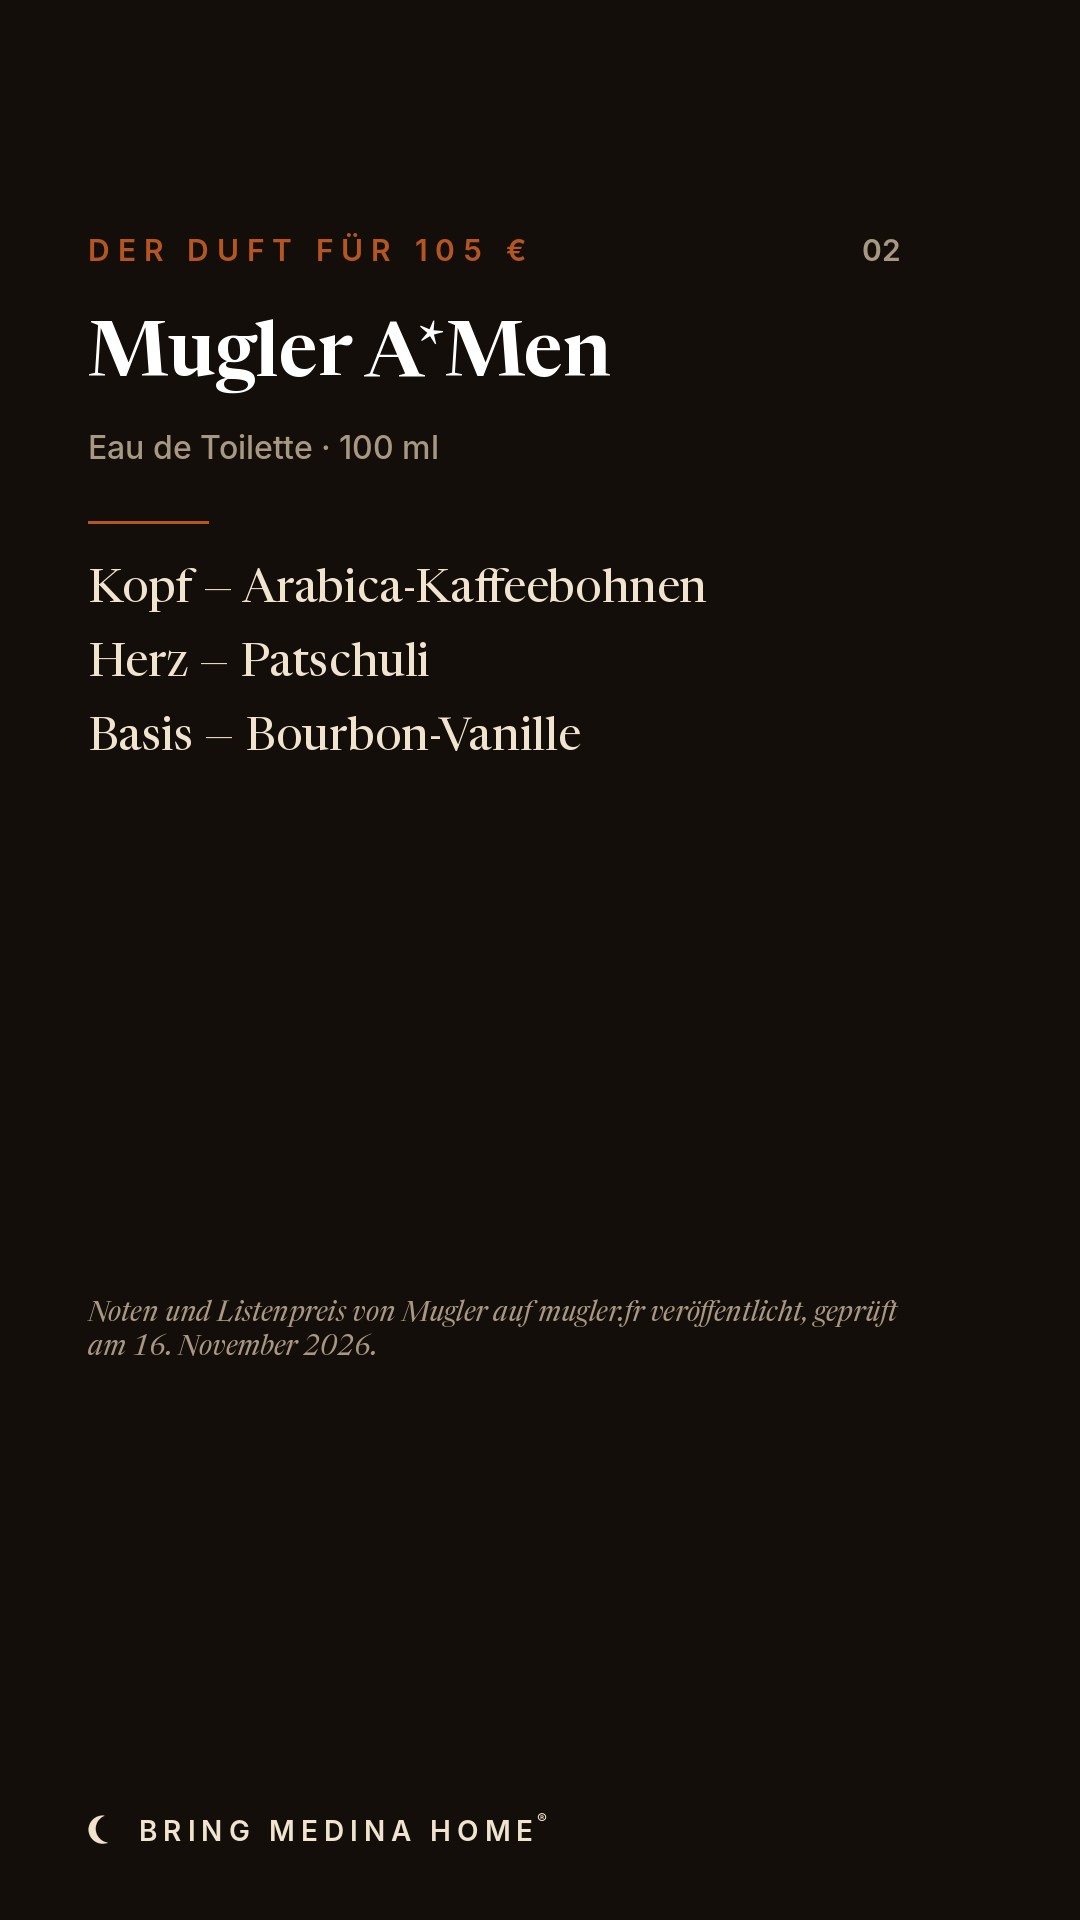 DER DUFT FÜR 105 €
02
Mugler A*Men
Eau de Toilette · 100 ml
Kopf – Arabica-Kaffeebohnen
Herz – Patschuli
Basis – Bourbon-Vanille
Noten und Listenpreis von Mugler auf mugler.fr veröffentlicht, geprüft
am 16. November 2026.
BRING MEDINA HOME®